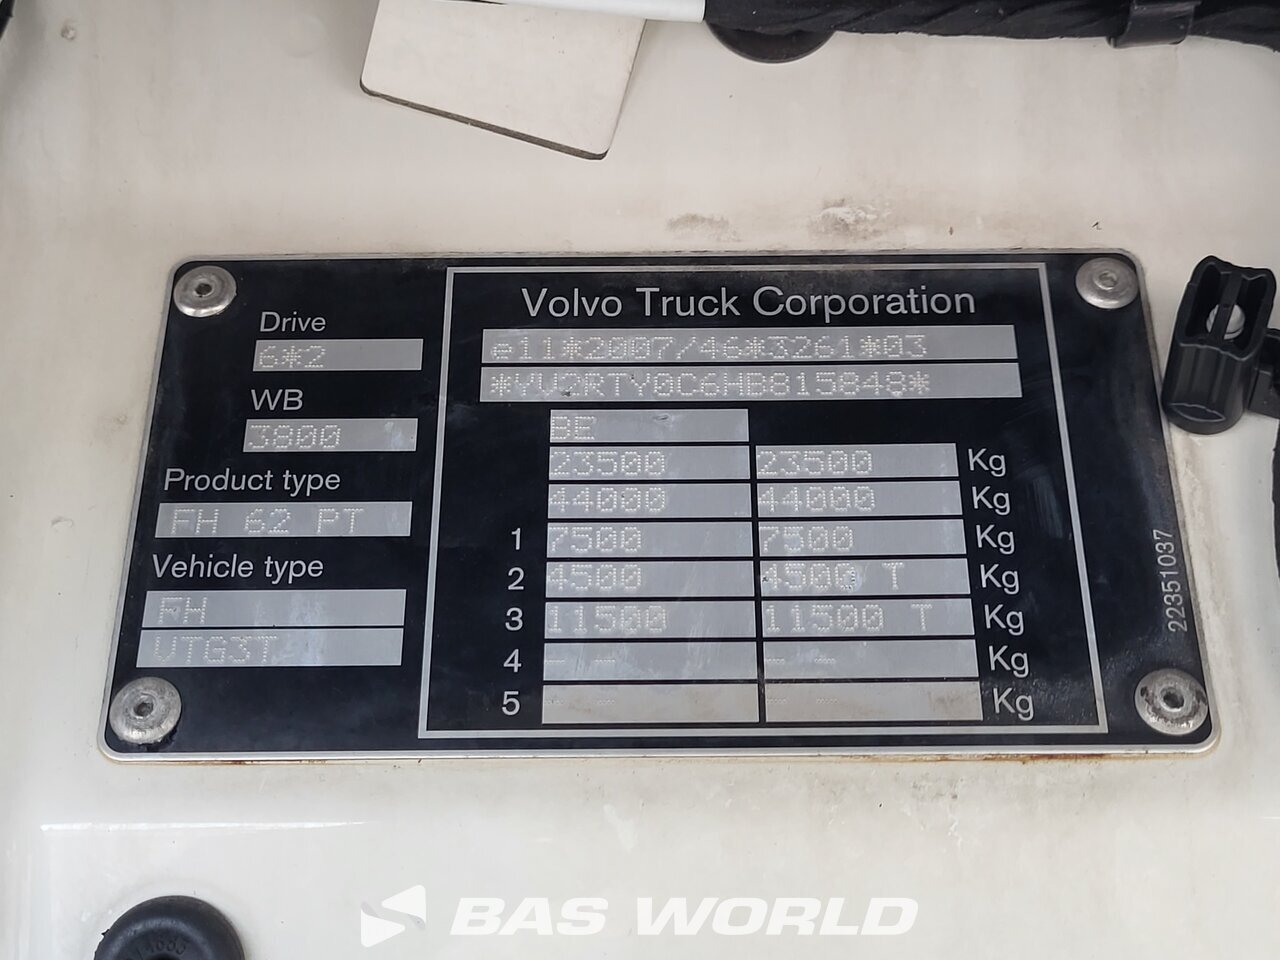 Volvo Truck Corporation
Drive
6*2
WB
3800
Product type
FH 62 PT
Vehicle type
FH
VTG3T
e11*2007/46*3261*03
*YV2RTY0C6HB815848*
BE
23500 23500 Kg
44000 44000 Kg
1 7500 7500 Kg
2 4500 4500 T Kg
3 11500 11500 T Kg
4 - -- -- -- Kg
5 -- -- -- -- Kg
22351037
BAS WORLD